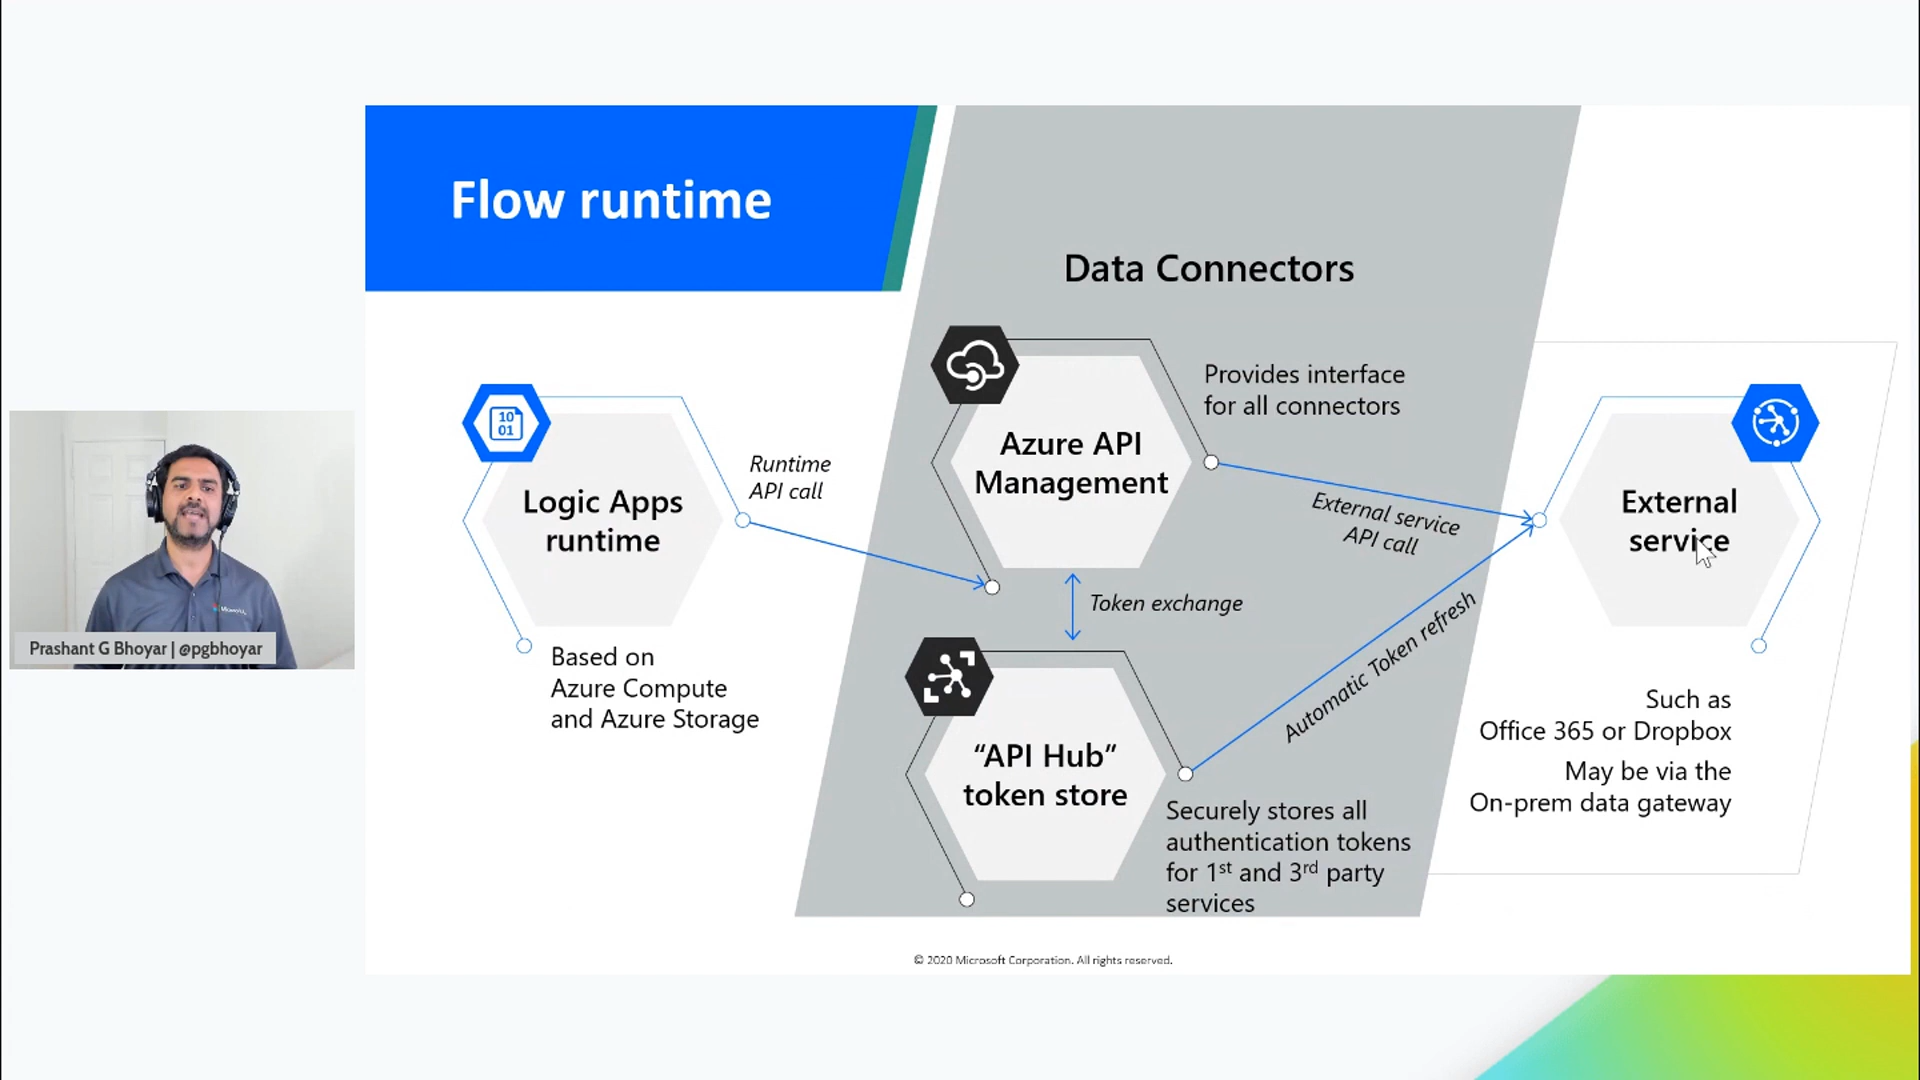 Flow runtime
Data Connectors
10
01
Logic Apps
runtime
Runtime
API call
Based on
Azure Compute
and Azure Storage
Azure API
Management
Provides interface
for all connectors
External service
API call
Token exchange
Automatic Token refresh
“API Hub”
token store
Securely stores all
authentication tokens
for 1st and 3rd party
services
External
service
Such as
Office 365 or Dropbox
May be via the
On-prem data gateway
Prashant G Bhoyar | @pgbhoyar
© 2020 Microsoft Corporation. All rights reserved.